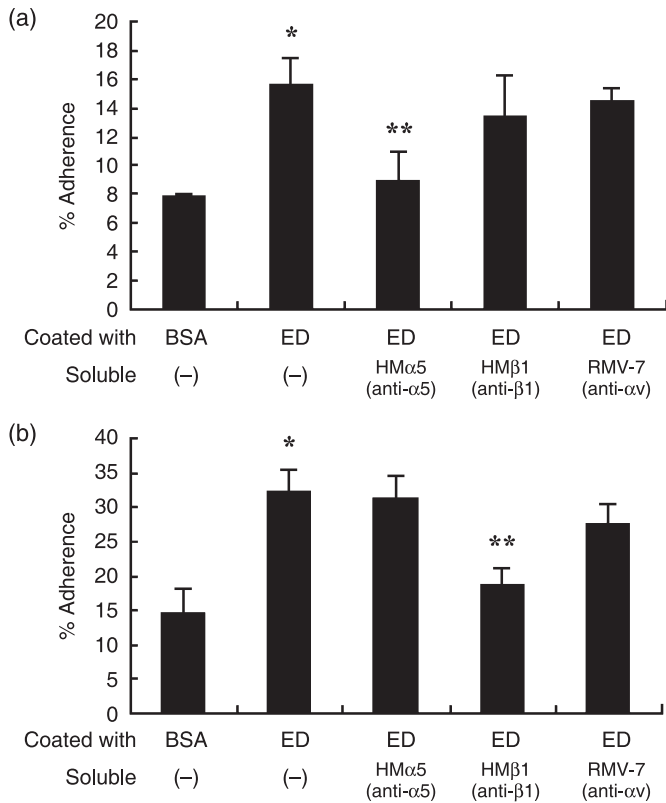 (a)
20
18
16
14
12
10
8
6
4
2
0
% Adherence
*
**
Coated with BSA ED ED ED ED
Soluble (–) (–) HMα5 HMβ1 RMV-7
(anti-α5) (anti-β1) (anti-αv)
(b)
40
35
30
25
20
15
10
5
0
% Adherence
*
**
Coated with BSA ED ED ED ED
Soluble (–) (–) HMα5 HMβ1 RMV-7
(anti-α5) (anti-β1) (anti-αv)